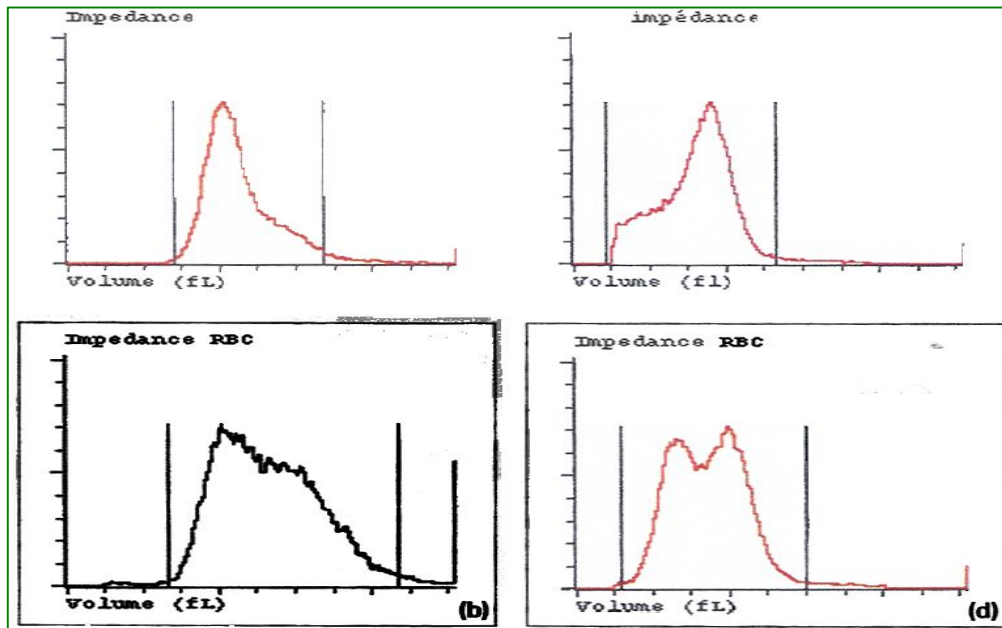 Impedance
impédance
Volume (fL)
Volume (fl)
Impedance RBC
Impedance RBC
Volume (fL)
(b)
Volume (fL)
(d)